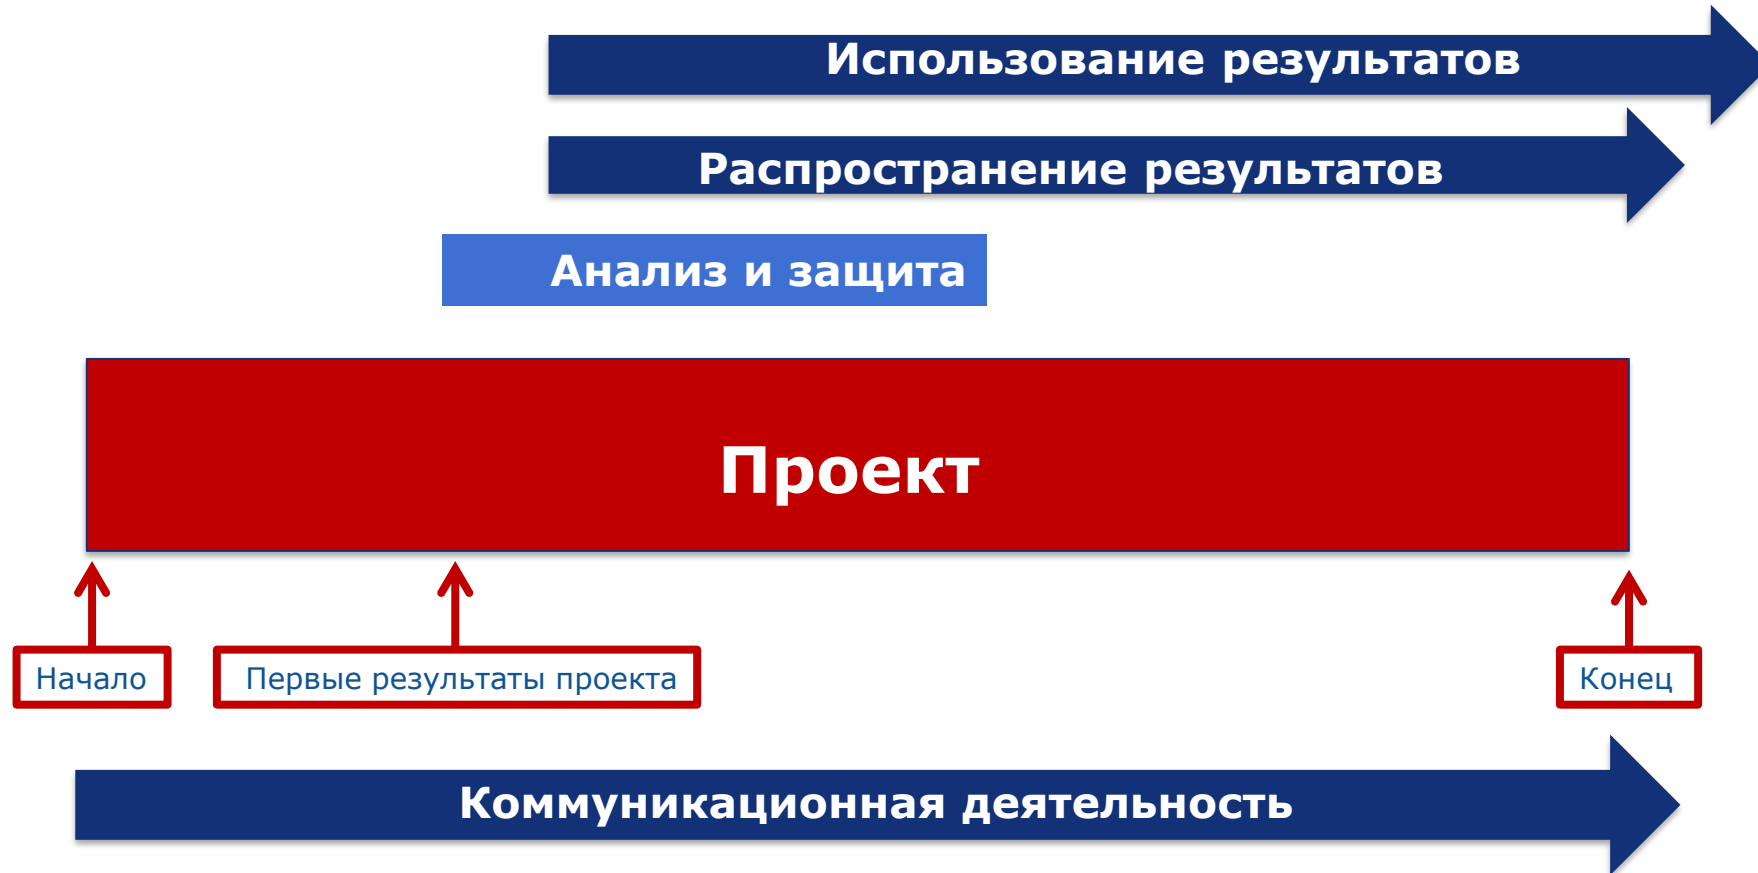 Использование результатов
Распространение результатов
Анализ и защита
Проект
Начало
Первые результаты проекта
Конец
Коммуникационная деятельность